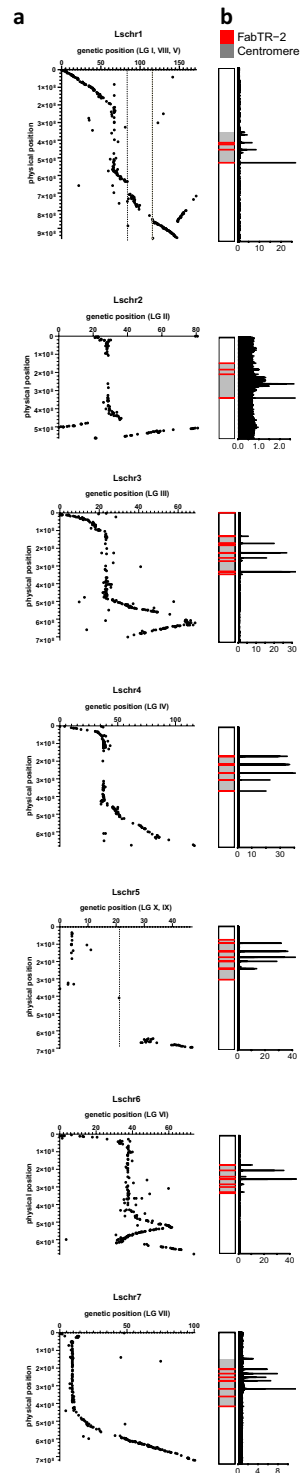 a
b
FabTR−2
Centromere
Lschr1
genetic position (LG I, VIII, V)
0 50 100 150
physical position
1×10⁸
2×10⁸
3×10⁸
4×10⁸
5×10⁸
6×10⁸
7×10⁸
8×10⁸
9×10⁸
0 10 25
Lschr2
genetic position (LG II)
0 20 40 60 80
physical position
0
1×10⁸
2×10⁸
3×10⁸
4×10⁸
5×10⁸
0.0 1.0 2.0
Lschr3
genetic position (LG III)
0 20 40 60
physical position
0
1×10⁸
2×10⁸
3×10⁸
4×10⁸
5×10⁸
6×10⁸
7×10⁸
0 10 20 30
Lschr4
genetic position (LG IV)
0 50 100
physical position
0
1×10⁸
2×10⁸
3×10⁸
4×10⁸
5×10⁸
6×10⁸
0 10 30
Lschr5
genetic position (LG X, IX)
0 10 20 30 40
physical position
0
1×10⁸
2×10⁸
3×10⁸
4×10⁸
5×10⁸
6×10⁸
7×10⁸
0 10 20 30 40
Lschr6
genetic position (LG VI)
0 20 40 60
physical position
0
1×10⁸
2×10⁸
3×10⁸
4×10⁸
5×10⁸
6×10⁸
0 20 40
Lschr7
genetic position (LG VII)
0 20 40 60 80 100
physical position
0
1×10⁸
2×10⁸
3×10⁸
4×10⁸
5×10⁸
6×10⁸
7×10⁸
0 4 8